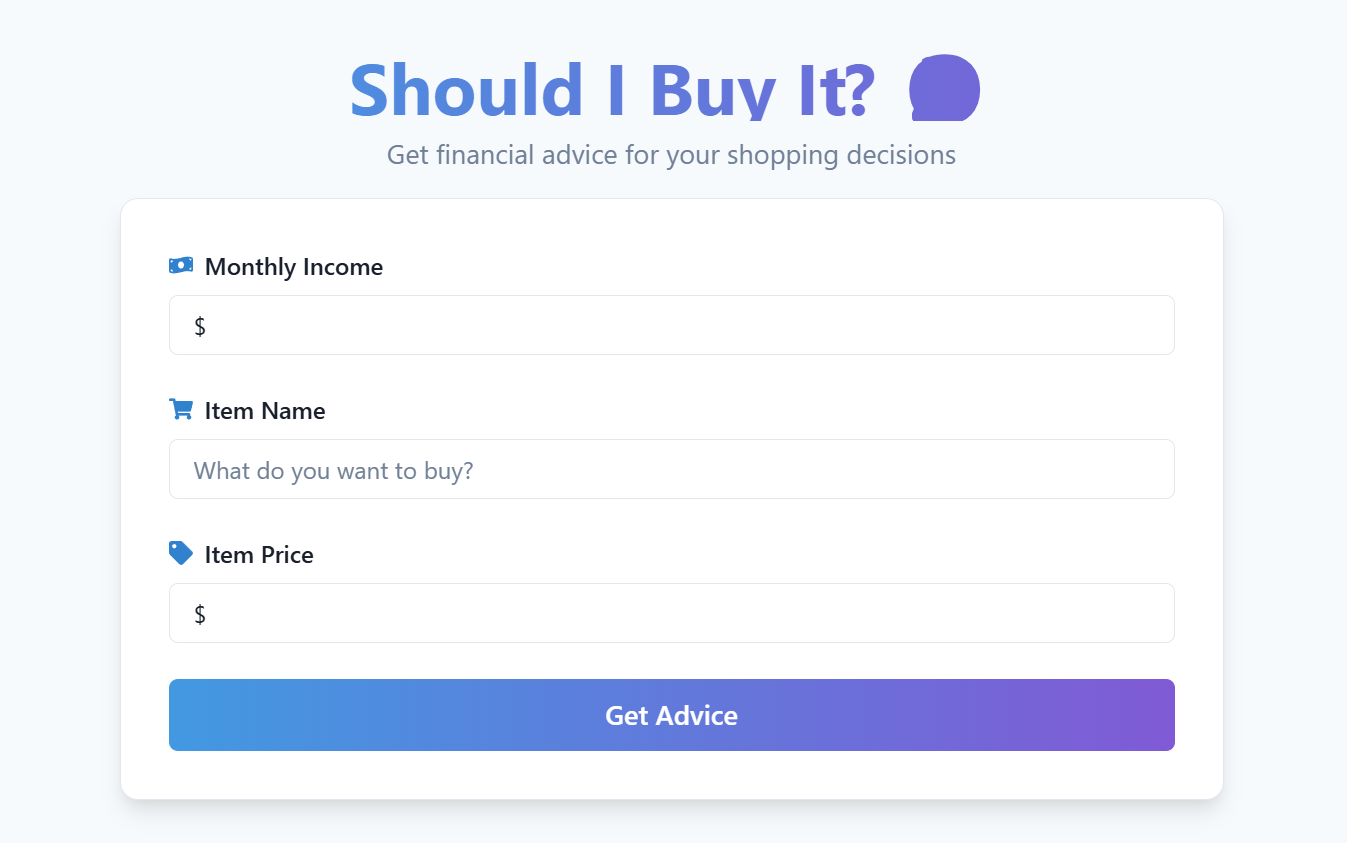 Should I Buy It?
Get financial advice for your shopping decisions
Monthly Income
$
Item Name
What do you want to buy?
Item Price
$
Get Advice